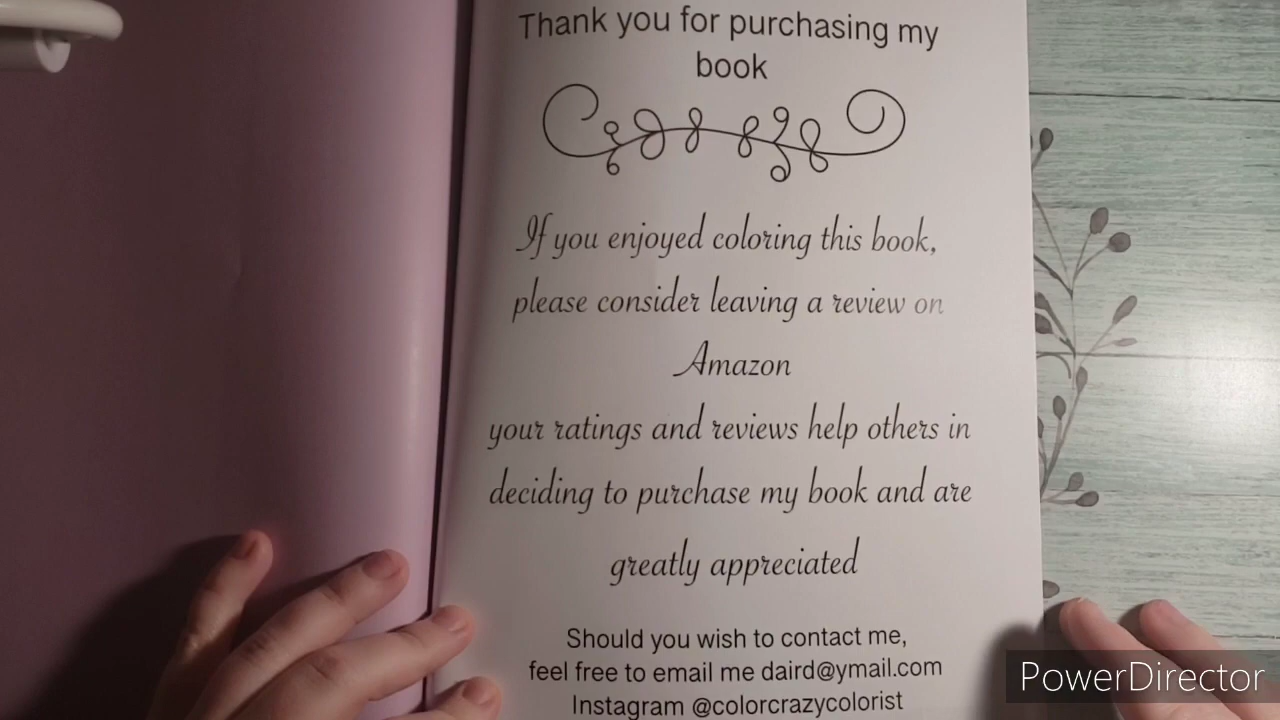 Thank you for purchasing my
book
If you enjoyed coloring this book,
please consider leaving a review on
Amazon
your ratings and reviews help others in
deciding to purchase my book and are
greatly appreciated
Should you wish to contact me,
feel free to email me daird@ymail.com
Instagram @colorcrazycolorist
PowerDirector